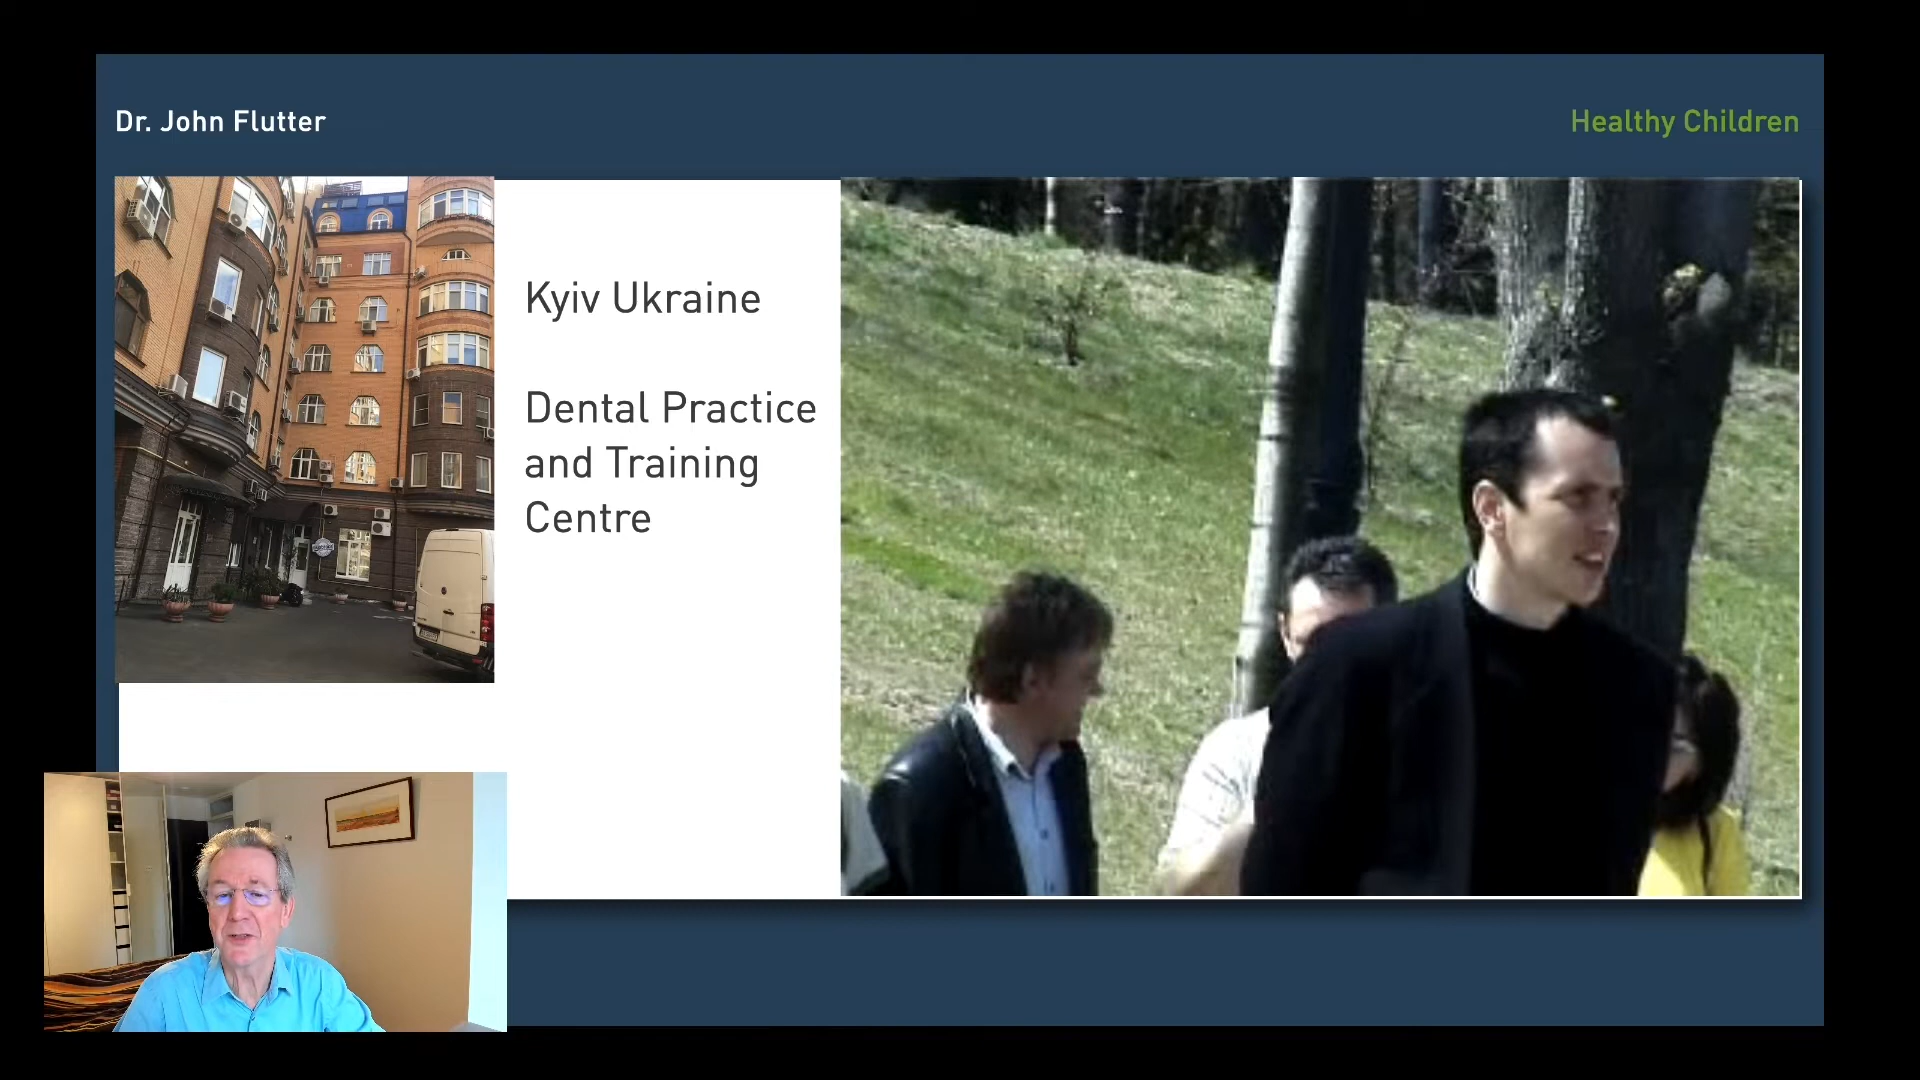 Dr. John Flutter
Healthy Children
Kyiv Ukraine
Dental Practice
and Training
Centre